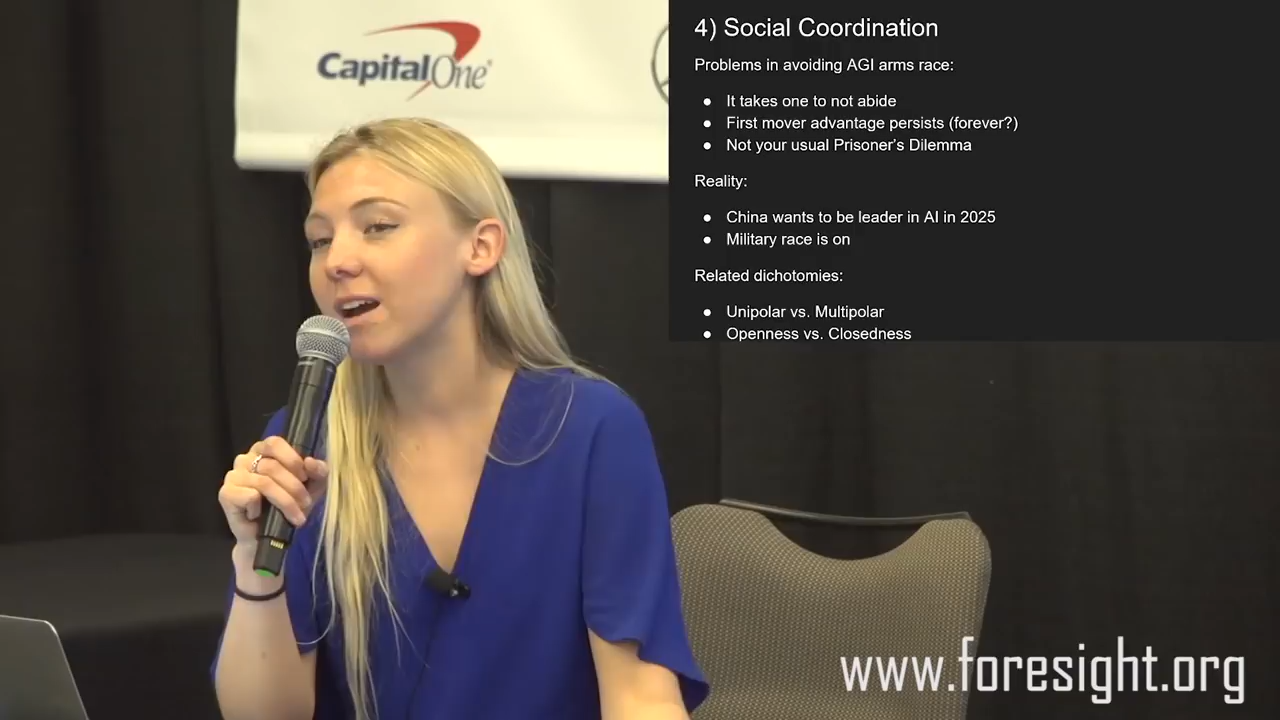 CapitalOne®
4) Social Coordination
Problems in avoiding AGI arms race:
● It takes one to not abide
● First mover advantage persists (forever?)
● Not your usual Prisoner's Dilemma
Reality:
● China wants to be leader in AI in 2025
● Military race is on
Related dichotomies:
● Unipolar vs. Multipolar
● Openness vs. Closedness
www.foresight.org